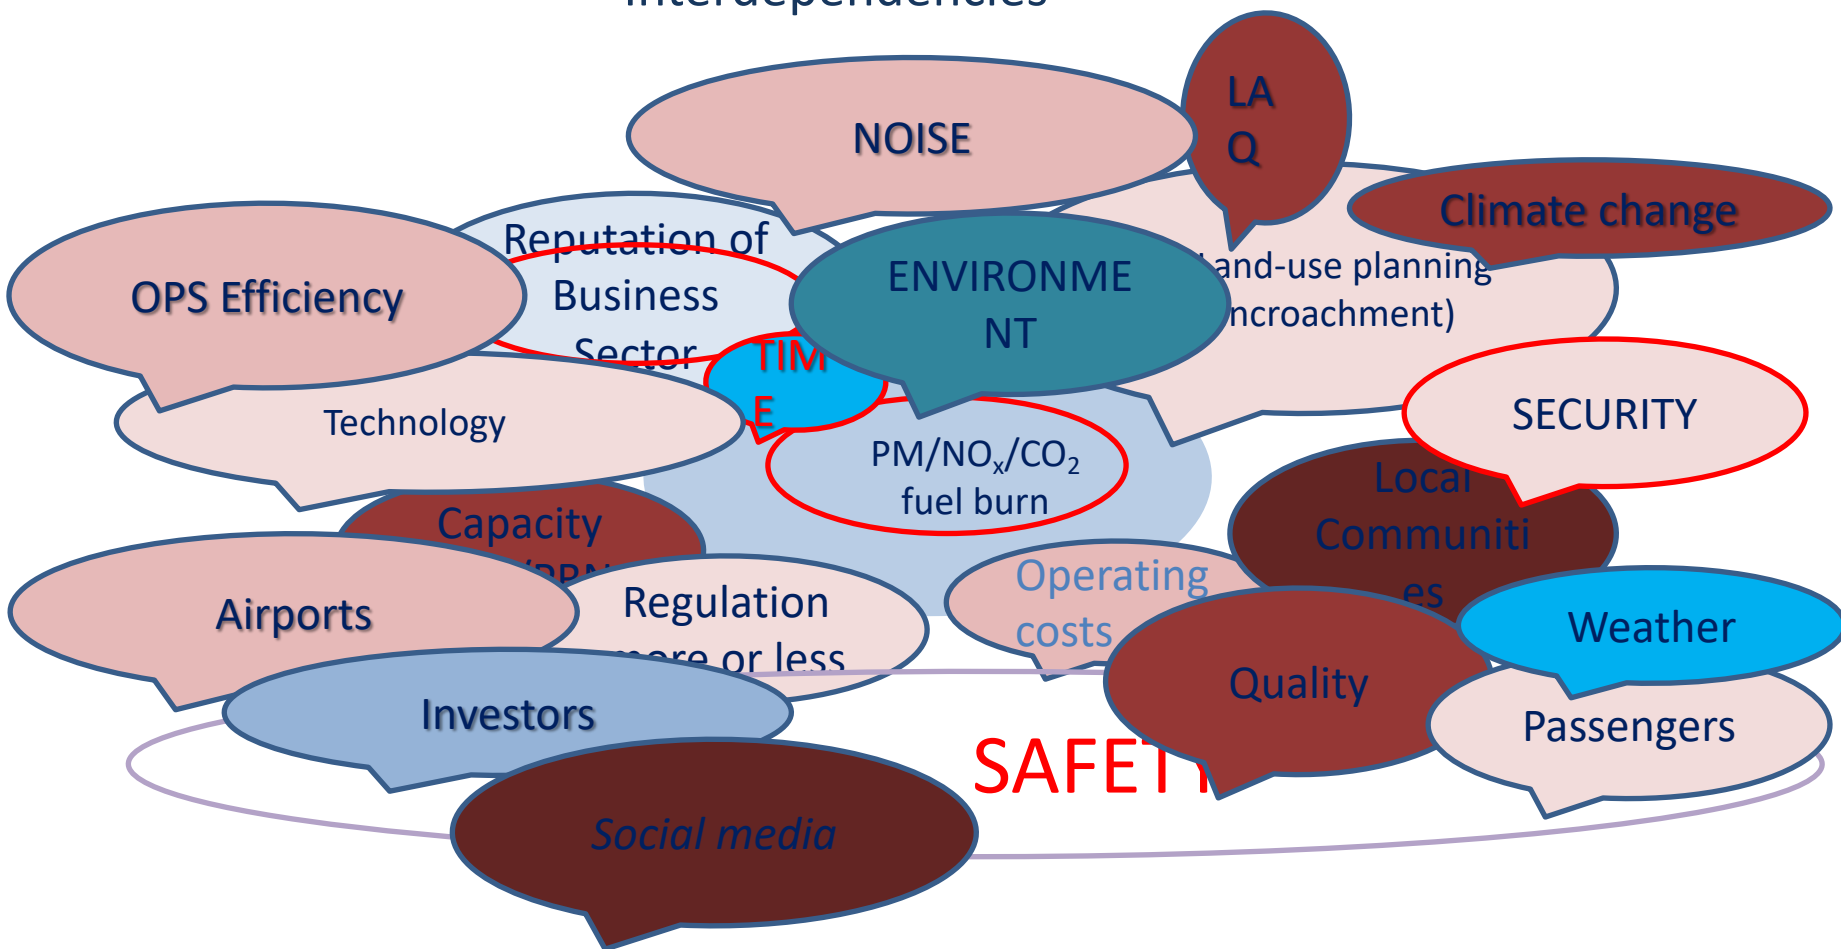 Interdependencies
LA
Q
NOISE
Climate change
Reputation of
Business
Sector
OPS Efficiency
ENVIRONME
NT
and-use planning
ncroachment)
TIM
E
Technology
SECURITY
PM/NOₓ/CO₂
fuel burn
Local
Communiti
es
Capacity
Operating
costs
Airports
Regulation
more or less
Weather
Quality
Investors
Passengers
SAFETY
Social media